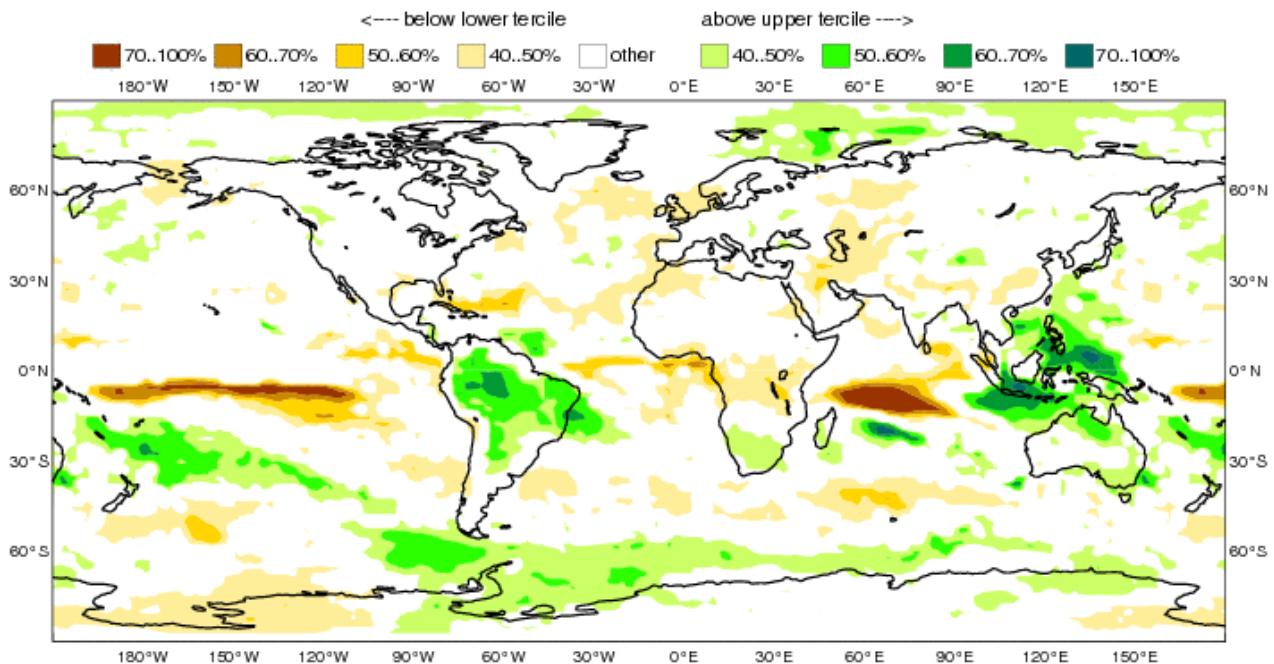 <---- below lower tercile above upper tercile ---->
70..100% 60..70% 50..60% 40..50% other 40..50% 50..60% 60..70% 70..100%
180°W 150°W 120°W 90°W 60°W 30°W 0°E 30°E 60°E 90°E 120°E 150°E
60°N 60°N
30°N 30°N
0°N 0°N
30°S 30°S
60°S 60°S
180°W 150°W 120°W 90°W 60°W 30°W 0°E 30°E 60°E 90°E 120°E 150°E